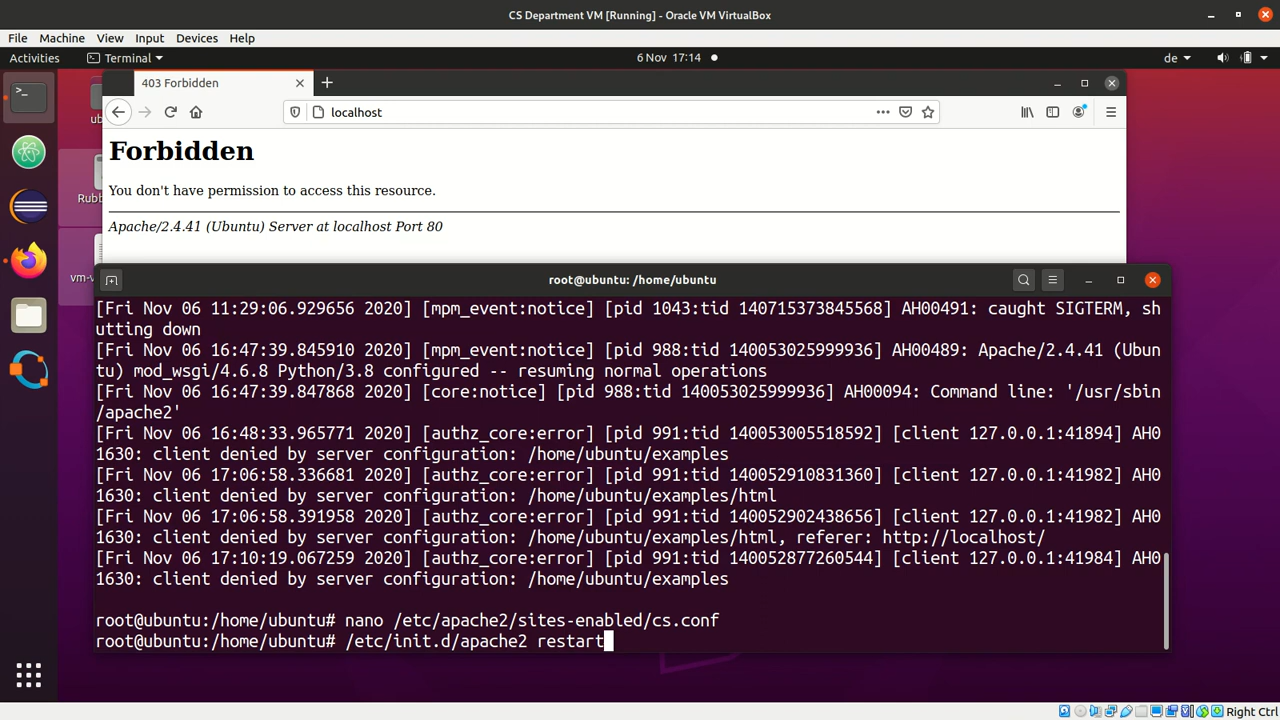 CS Department VM [Running] - Oracle VM VirtualBox
File Machine View Input Devices Help
Activities Terminal 6 Nov 17:14 de
403 Forbidden
localhost
Forbidden
You don't have permission to access this resource.
Apache/2.4.41 (Ubuntu) Server at localhost Port 80
ub
Rubb
vm-v
root@ubuntu: /home/ubuntu
[Fri Nov 06 11:29:06.929656 2020] [mpm_event:notice] [pid 1043:tid 140715373845568] AH00491: caught SIGTERM, sh
utting down
[Fri Nov 06 16:47:39.845910 2020] [mpm_event:notice] [pid 988:tid 140053025999936] AH00489: Apache/2.4.41 (Ubun
tu) mod_wsgi/4.6.8 Python/3.8 configured -- resuming normal operations
[Fri Nov 06 16:47:39.847868 2020] [core:notice] [pid 988:tid 140053025999936] AH00094: Command line: '/usr/sbin
/apache2'
[Fri Nov 06 16:48:33.965771 2020] [authz_core:error] [pid 991:tid 140053005518592] [client 127.0.0.1:41894] AH0
1630: client denied by server configuration: /home/ubuntu/examples
[Fri Nov 06 17:06:58.336681 2020] [authz_core:error] [pid 991:tid 140052910831360] [client 127.0.0.1:41982] AH0
1630: client denied by server configuration: /home/ubuntu/examples/html
[Fri Nov 06 17:06:58.391958 2020] [authz_core:error] [pid 991:tid 140052902438656] [client 127.0.0.1:41982] AH0
1630: client denied by server configuration: /home/ubuntu/examples/html, referer: http://localhost/
[Fri Nov 06 17:10:19.067259 2020] [authz_core:error] [pid 991:tid 140052877260544] [client 127.0.0.1:41984] AH0
1630: client denied by server configuration: /home/ubuntu/examples
root@ubuntu:/home/ubuntu# nano /etc/apache2/sites-enabled/cs.conf
root@ubuntu:/home/ubuntu# /etc/init.d/apache2 restart
Right Ctrl